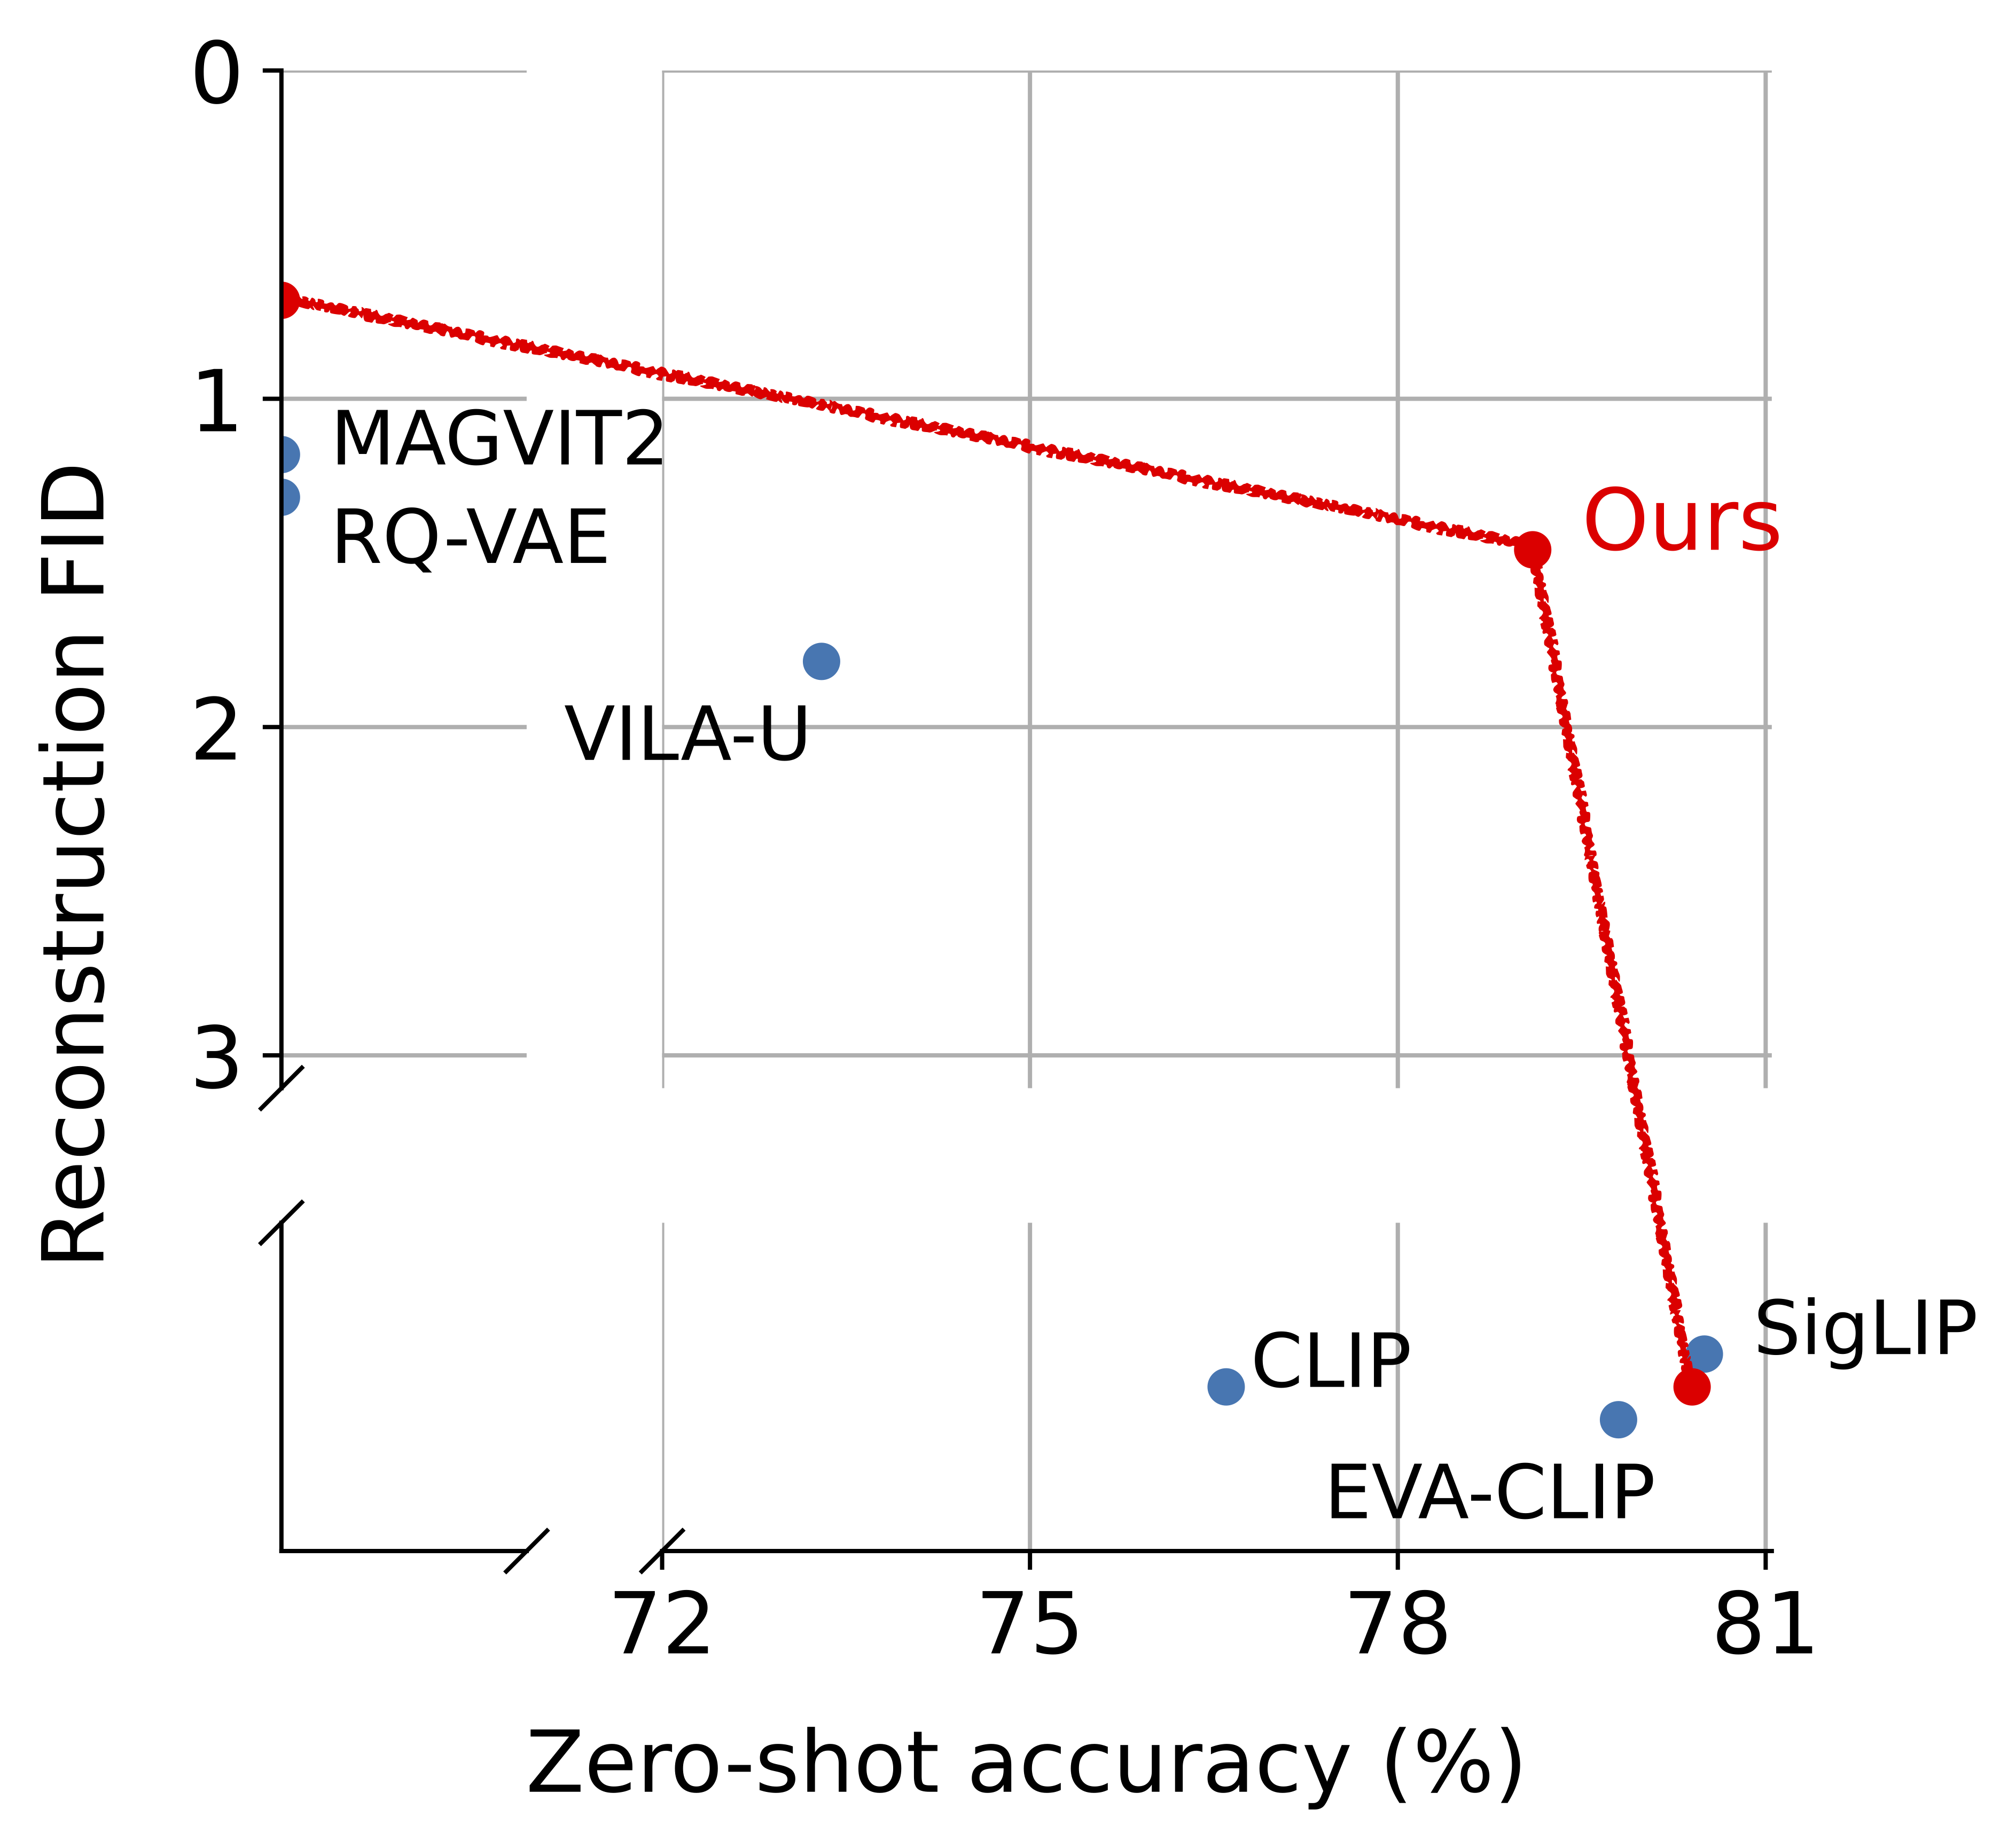 0
1
2
3
Reconstruction FID
MAGVIT2
RQ-VAE
Ours
VILA-U
SigLIP
CLIP
EVA-CLIP
72 75 78 81
Zero-shot accuracy (%)